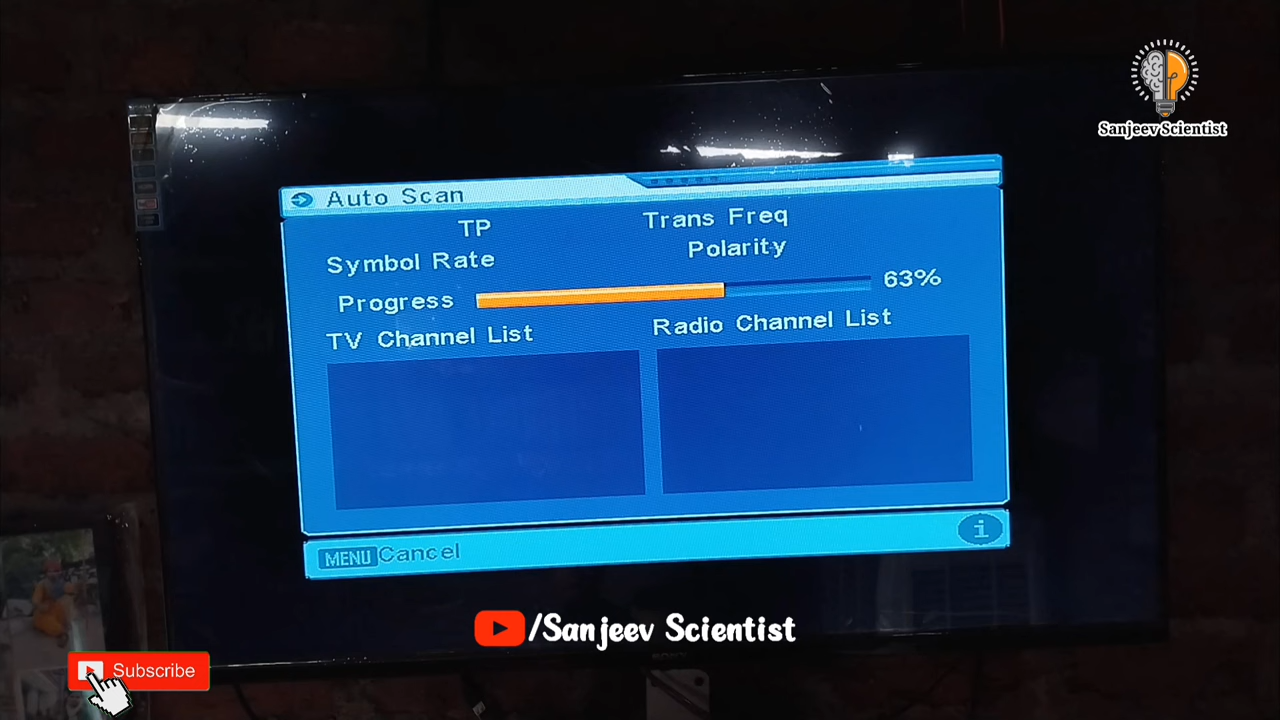 Sanjeev Scientist
Auto Scan
TP
Trans Freq
Symbol Rate
Polarity
Progress
63%
TV Channel List
Radio Channel List
MENU Cancel
i
/Sanjeev Scientist
Subscribe
SONY